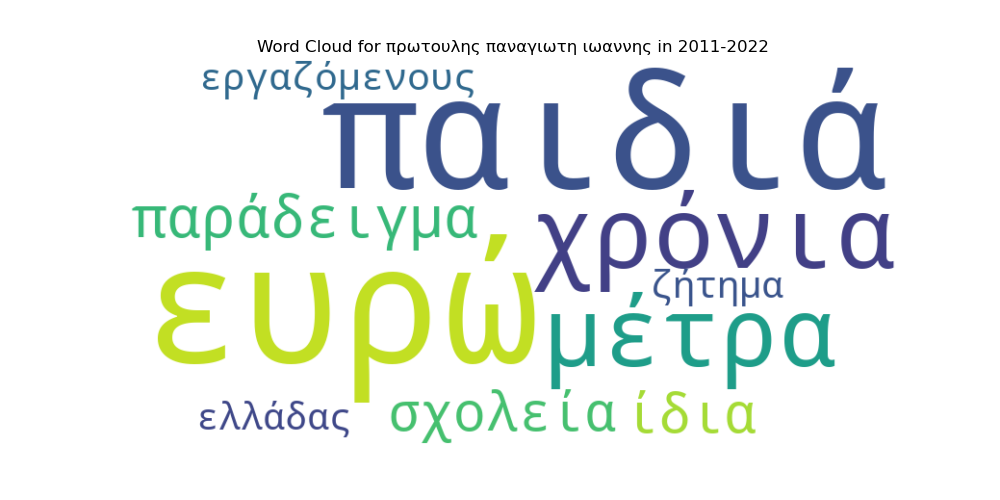 Word Cloud for πρωτουλης παναγιωτη ιωαννης in 2011-2022
εργαζόμενους
παιδιά
παράδειγμα
χρόνια
ευρώ
ζήτημα
μέτρα
ελλάδας
σχολεία
ίδια